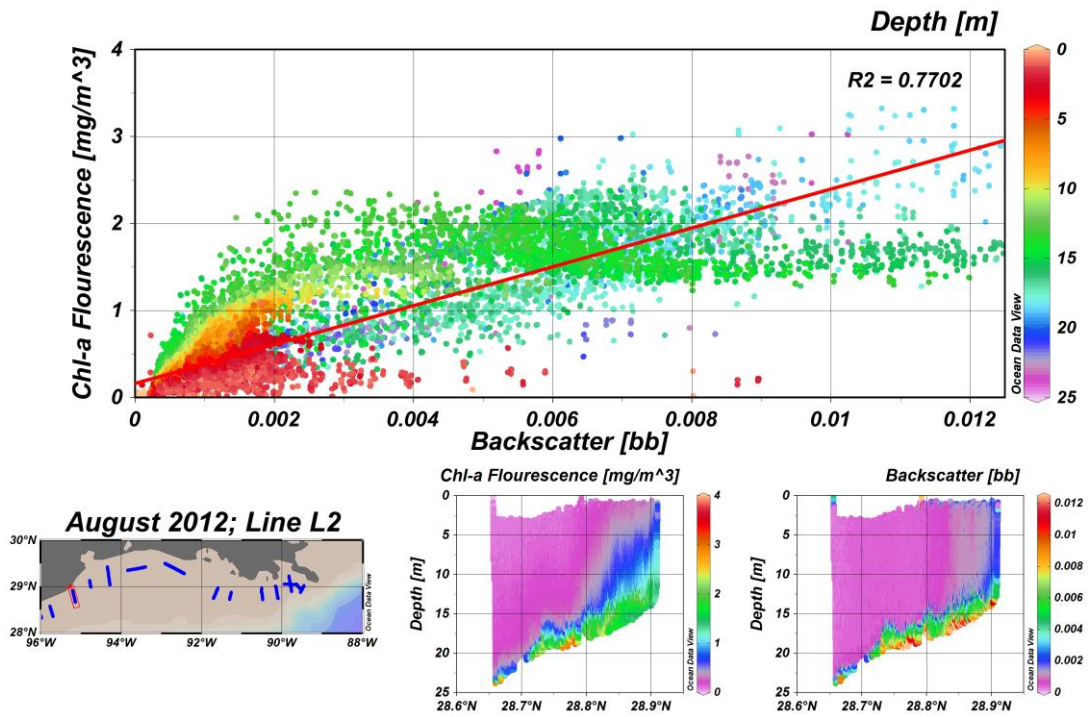 Depth [m]
Chl-a Flourescence [mg/m^3]
4
3
2
1
0
R2 = 0.7702
0
5
10
15
20
25
Ocean Data View
0
0.002
0.004
0.006
0.008
0.01
0.012
Backscatter [bb]
August 2012; Line L2
30°N
29°N
28°N
96°W
94°W
92°W
90°W
88°W
Ocean Data View
Chl-a Flourescence [mg/m^3]
Depth [m]
0
5
10
15
20
25
28.6°N
28.7°N
28.8°N
28.9°N
Ocean Data View
4
3
2
1
0
Backscatter [bb]
Depth [m]
0
5
10
15
20
25
28.6°N
28.7°N
28.8°N
28.9°N
Ocean Data View
0.012
0.01
0.008
0.006
0.004
0.002
0